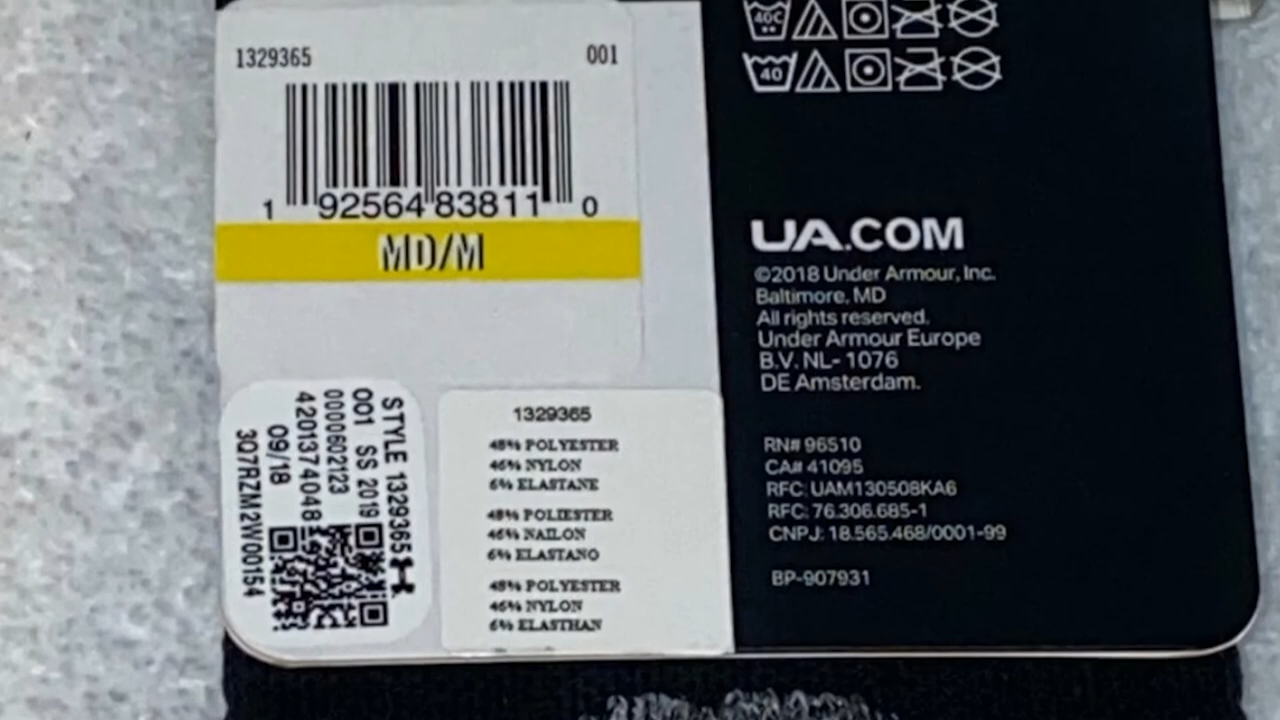 1329365 001
1 92564 83811 0
MD/M
STYLE 1329365
001 SS 2019
0000602123
4201374048
09/18
3Q7RZM2W00154
1329365
48% POLYESTER
46% NYLON
6% ELASTANE
48% POLIESTER
46% NAILON
6% ELASTANO
48% POLYESTER
46% NYLON
6% ELASTHAN
40C
40
UA.COM
©2018 Under Armour, Inc.
Baltimore, MD
All rights reserved.
Under Armour Europe
B.V. NL- 1076
DE Amsterdam.
RN# 96510
CA# 41095
RFC: UAM130508KA6
RFC: 76.306.685-1
CNPJ: 18.565.468/0001-99
BP-907931